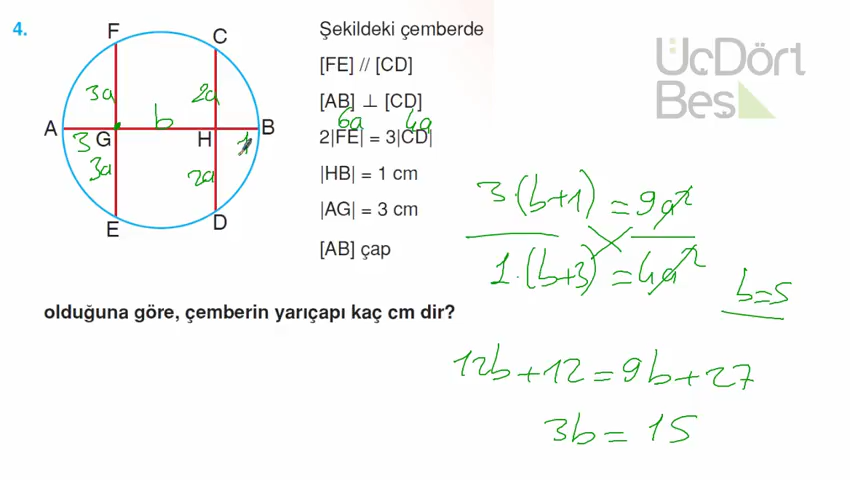 4.
Şekildeki çemberde
[FE] // [CD]
[AB] ⊥ [CD]
6a 4a
2|FE| = 3|CD|
|HB| = 1 cm
|AG| = 3 cm
[AB] çap
F
C
3a 2a
b
A B
3 G H 1
3a 2a
E D
olduğuna göre, çemberin yarıçapı kaç cm dir?
ÜçDört
Beş
3·(b+1) = 9a²
1·(b+3) = 4a²
b=5
12b+12=9b+27
3b=15